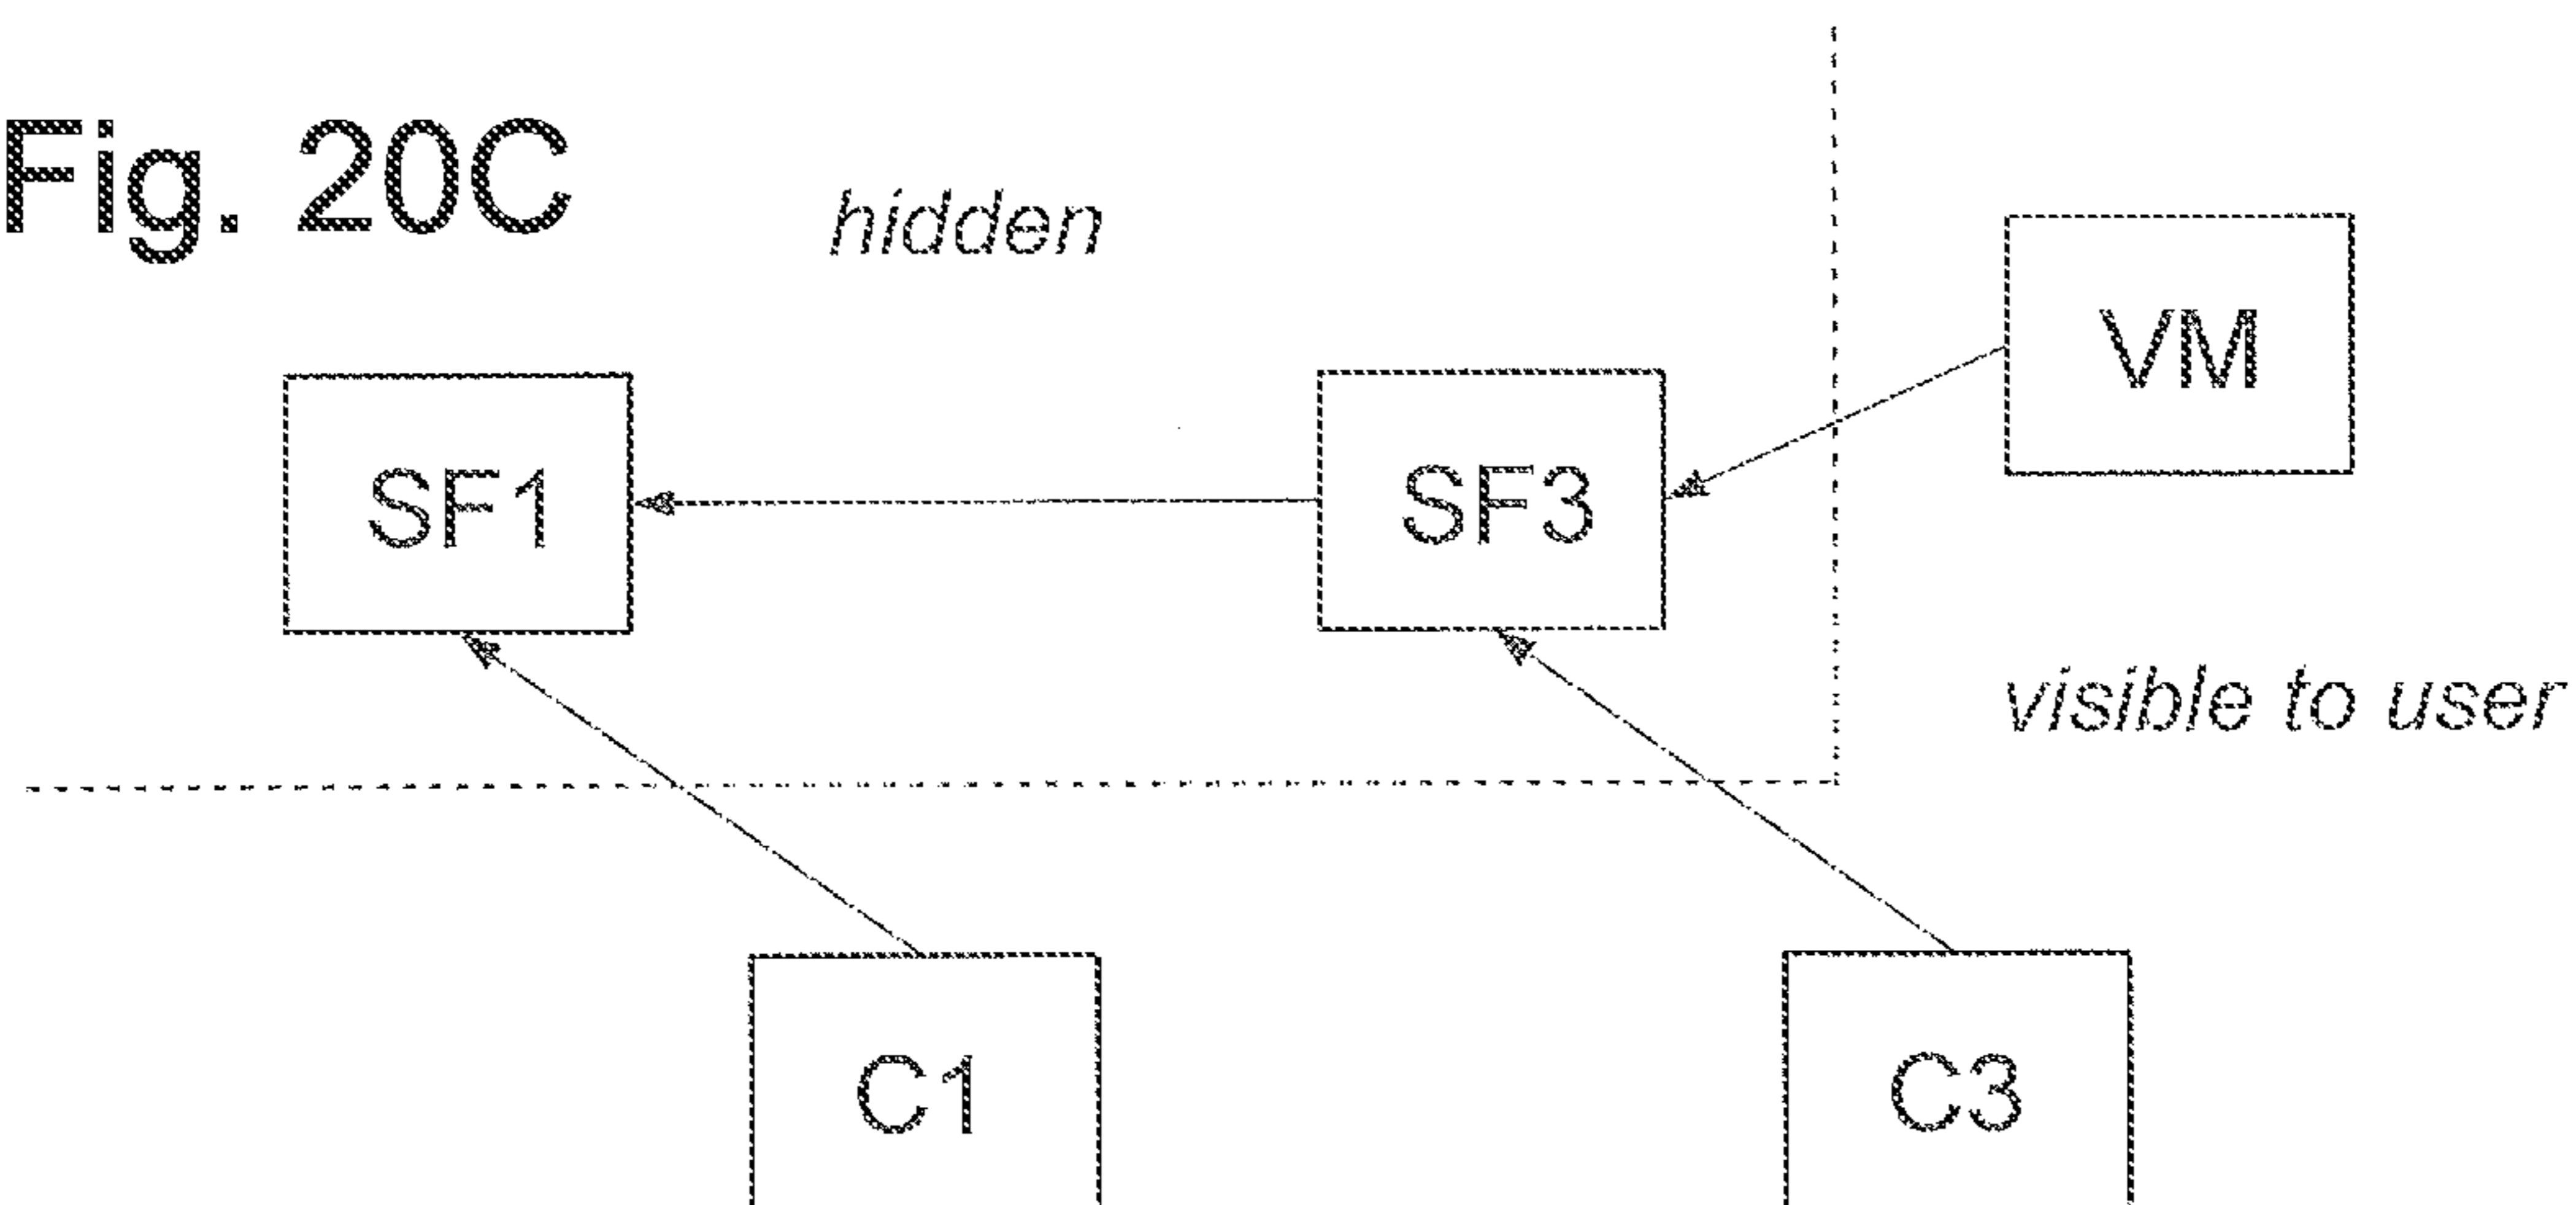 Fig. 20C
hidden
VM
SF1
SF3
visible to user
C1
C3